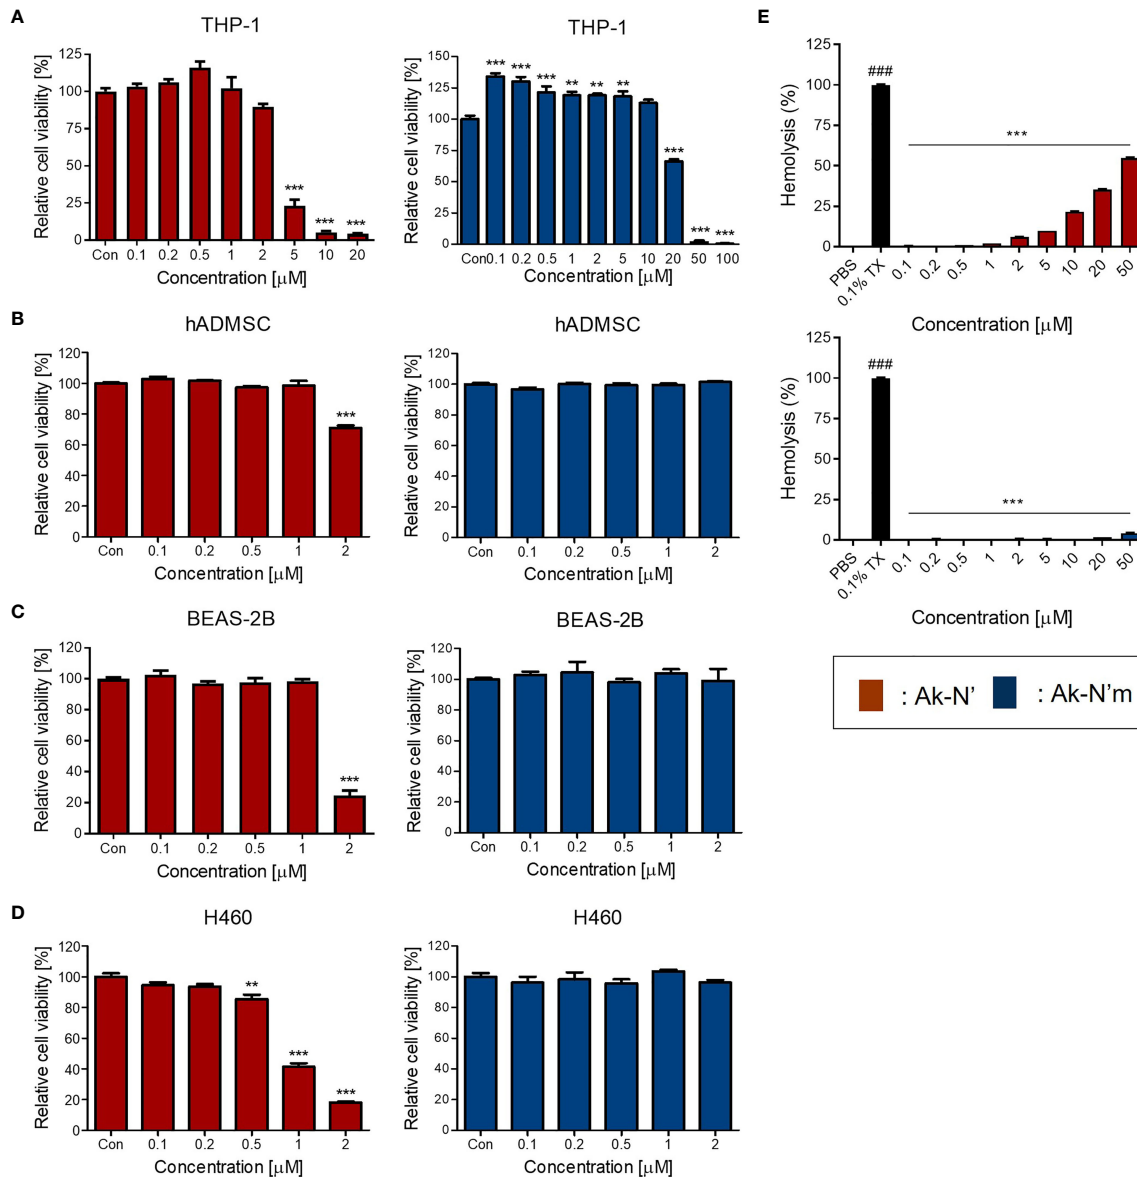 A
THP-1
Relative cell viability [%]
125
100
75
50
25
0
*** *** ***
Con 0.1 0.2 0.5 1 2 5 10 20
Concentration [μM]
THP-1
Relative cell viability [%]
150
125
100
75
50
25
0
*** *** *** ** ** ** *** *** ***
Con 0.1 0.2 0.5 1 2 5 10 20 50 100
Concentration [μM]
B
hADMSC
Relative cell viability [%]
120
100
80
60
40
20
0
***
Con 0.1 0.2 0.5 1 2
Concentration [μM]
hADMSC
Relative cell viability [%]
120
100
80
60
40
20
0
Con 0.1 0.2 0.5 1 2
Concentration [μM]
C
BEAS-2B
Relative cell viability [%]
120
100
80
60
40
20
0
***
Con 0.1 0.2 0.5 1 2
Concentration [μM]
BEAS-2B
Relative cell viability [%]
120
100
80
60
40
20
0
Con 0.1 0.2 0.5 1 2
Concentration [μM]
D
H460
Relative cell viability [%]
120
100
80
60
40
20
0
** *** ***
Con 0.1 0.2 0.5 1 2
Concentration [μM]
H460
Relative cell viability [%]
120
100
80
60
40
20
0
Con 0.1 0.2 0.5 1 2
Concentration [μM]
E
Hemolysis (%)
125
100
75
50
25
0
###
***
PBS 0.1% TX 0.1 0.2 0.5 1 2 5 10 20 50
Concentration [μM]
Hemolysis (%)
125
100
75
50
25
0
###
***
PBS 0.1% TX 0.1 0.2 0.5 1 2 5 10 20 50
Concentration [μM]
: Ak-N' : Ak-N'm